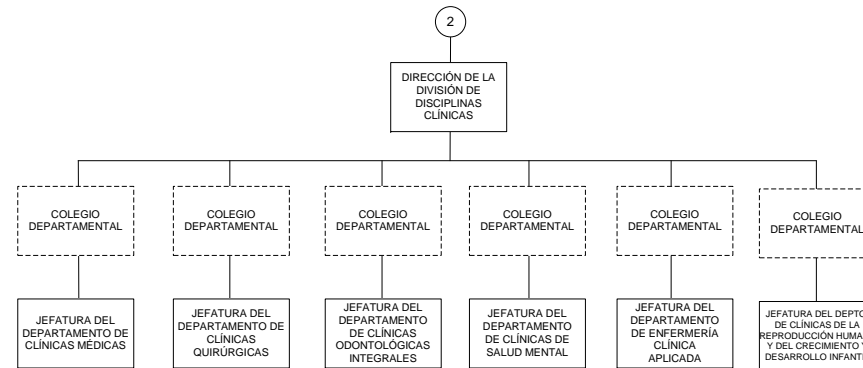 2
DIRECCIÓN DE LA
DIVISIÓN DE
DISCIPLINAS
CLÍNICAS
COLEGIO
DEPARTAMENTAL
COLEGIO
DEPARTAMENTAL
COLEGIO
DEPARTAMENTAL
COLEGIO
DEPARTAMENTAL
COLEGIO
DEPARTAMENTAL
COLEGIO
DEPARTAMENTAL
JEFATURA DEL
DEPARTAMENTO DE
CLÍNICAS MÉDICAS
JEFATURA DEL
DEPARTAMENTO DE
CLÍNICAS
QUIRÚRGICAS
JEFATURA DEL
DEPARTAMENTO
DE CLÍNICAS
ODONTOLÓGICAS
INTEGRALES
JEFATURA DEL
DEPARTAMENTO
DE CLÍNICAS DE
SALUD MENTAL
JEFATURA DEL
DEPARTAMENTO
DE ENFERMERÍA
CLÍNICA
APLICADA
JEFATURA DEL DEPTO
DE CLÍNICAS DE LA
REPRODUCCIÓN
Y DEL CRECIMIENTO Y
DESARROLLO